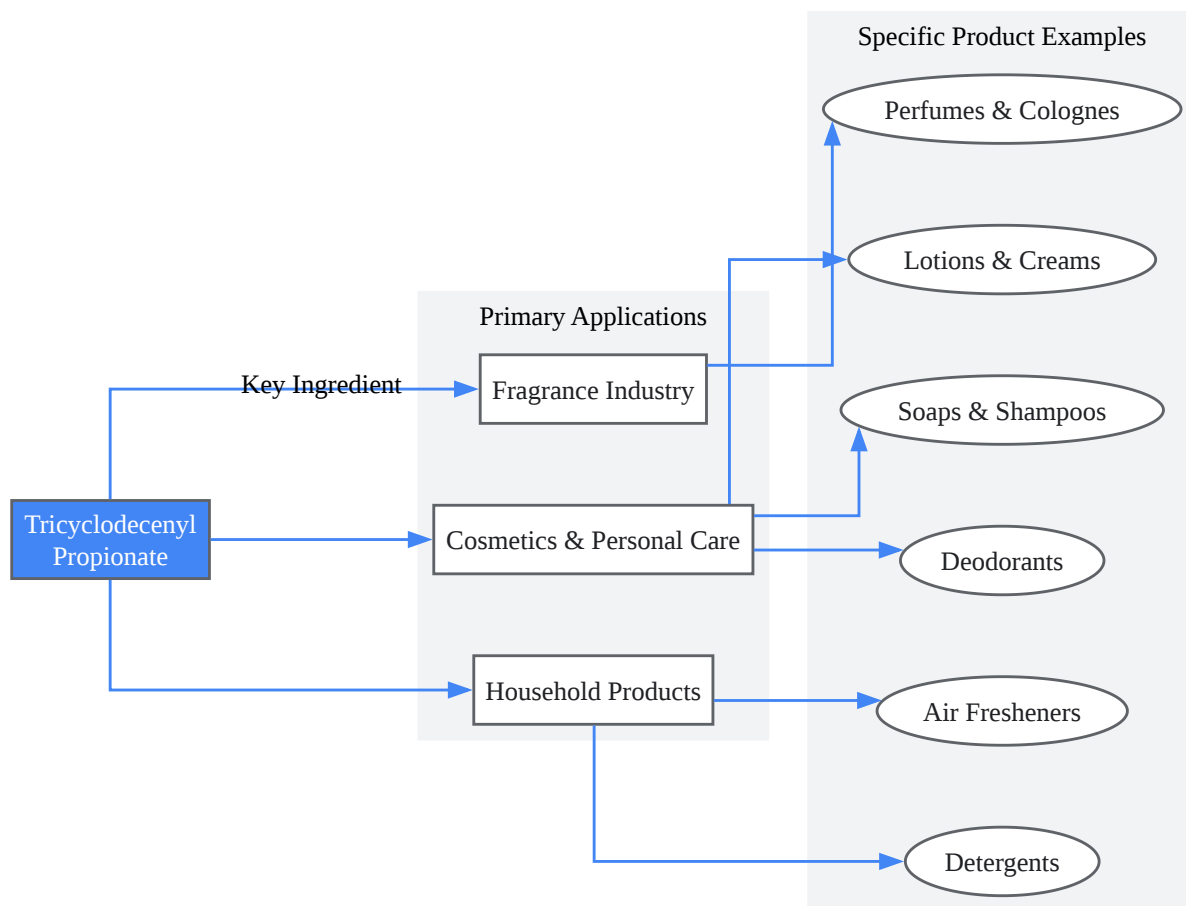 Specific Product Examples
Perfumes & Colognes
Lotions & Creams
Primary Applications
Key Ingredient
Fragrance Industry
Soaps & Shampoos
Tricyclodecenyl
Propionate
Cosmetics & Personal Care
Deodorants
Household Products
Air Fresheners
Detergents